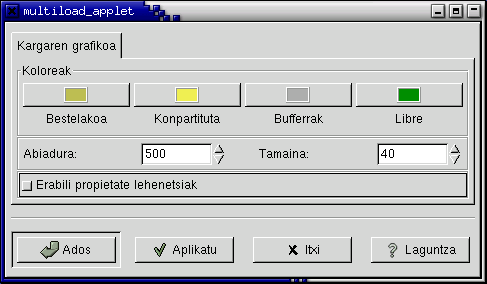 multiload_applet
Kargaren grafikoa
Koloreak
Bestelakoa Konpartituta Bufferrak Libre
Abiadura: 500 Tamaina: 40
Erabili propietate lehenetsiak
Ados Aplikatu Itxi Laguntza